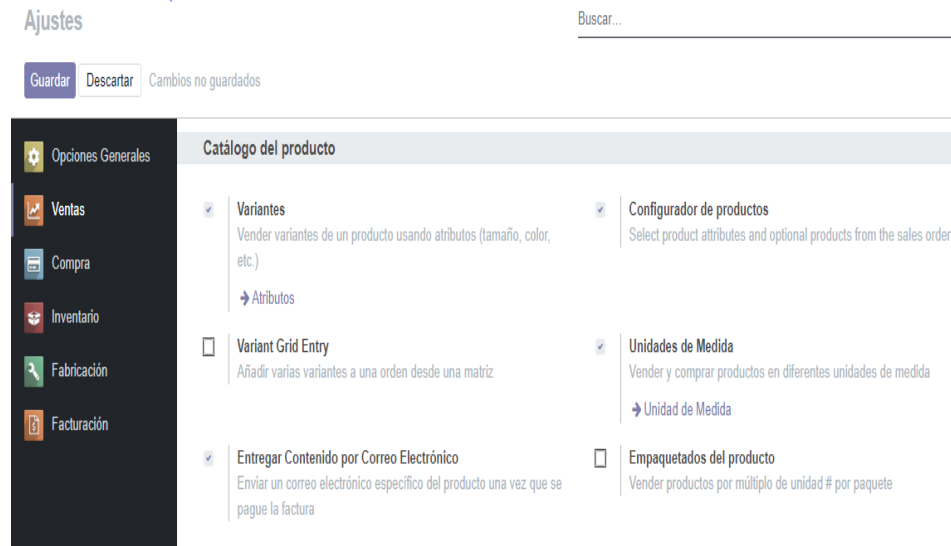 Ajustes
Buscar...
Guardar
Descartar
Cambios no guardados
Opciones Generales
Ventas
Compra
Inventario
Fabricación
Facturación
Catálogo del producto
Variantes
Vender variantes de un producto usando atributos (tamaño, color,
etc.)
Atributos
Configurador de productos
Select product attributes and optional products from the sales order
Variant Grid Entry
Añadir varias variantes a una orden desde una matriz
Unidades de Medida
Vender y comprar productos en diferentes unidades de medida
Unidad de Medida
Entregar Contenido por Correo Electrónico
Enviar un correo electrónico específico del producto una vez que se
pague la factura
Empaquetados del producto
Vender productos por múltiplo de unidad # por paquete